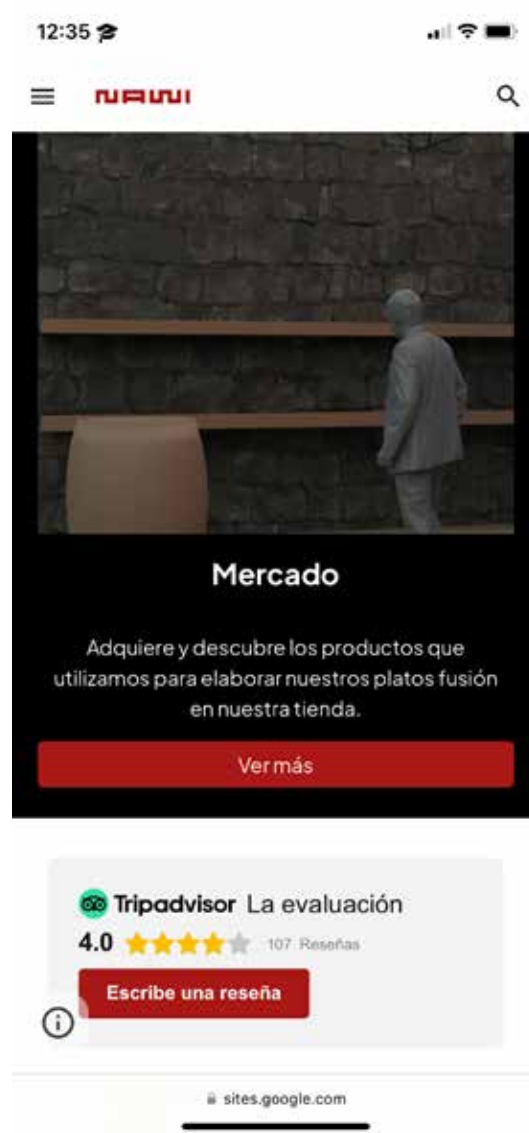 12:35
NAWI
Mercado
Adquiere y descubre los productos que
utilizamos para elaborar nuestros platos fusión
en nuestra tienda.
Ver más
Tripadvisor La evaluación
4.0 107 Reseñas
Escribe una reseña
sites.google.com